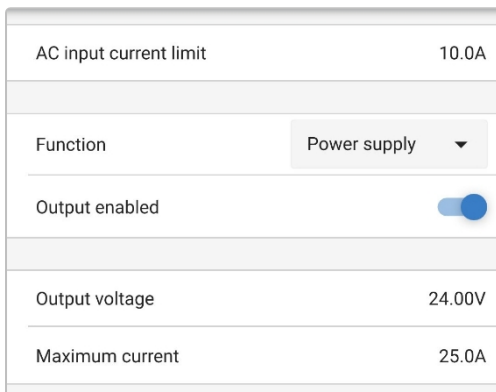 AC input current limit 10.0A
Function Power supply
Output enabled
Output voltage 24.00V
Maximum current 25.0A